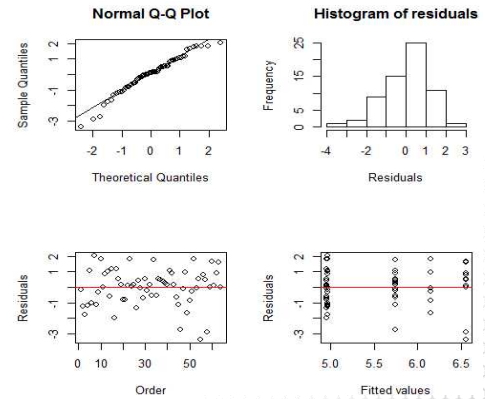 Normal Q-Q Plot
Sample Quantiles
2
1
-1
-3
-2 -1 0 1 2
Theoretical Quantiles
Histogram of residuals
Frequency
25
15
5
0
-4 -2 0 1 2 3
Residuals
Residuals
2
1
-1
-3
0 10 30 50
Order
Residuals
2
1
-1
-3
5.0 5.5 6.0 6.5
Fitted values